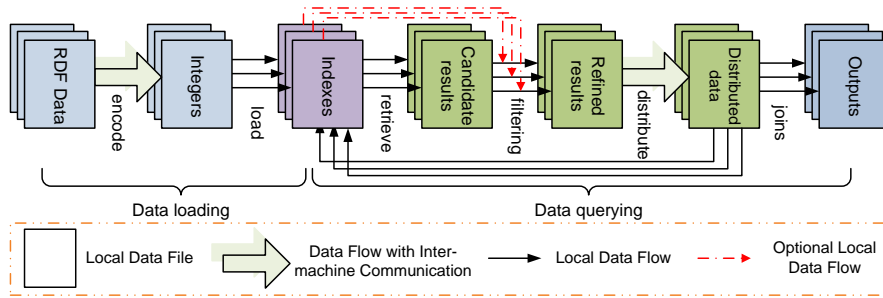 RDF Data
encode
Integers
load
Indexes
retrieve
Candidate
results
filtering
Refined
results
distribute
Distributed
data
joins
Outputs
Data loading
Data querying
Local Data File
Data Flow with Inter-
machine Communication
Local Data Flow
Optional Local
Data Flow